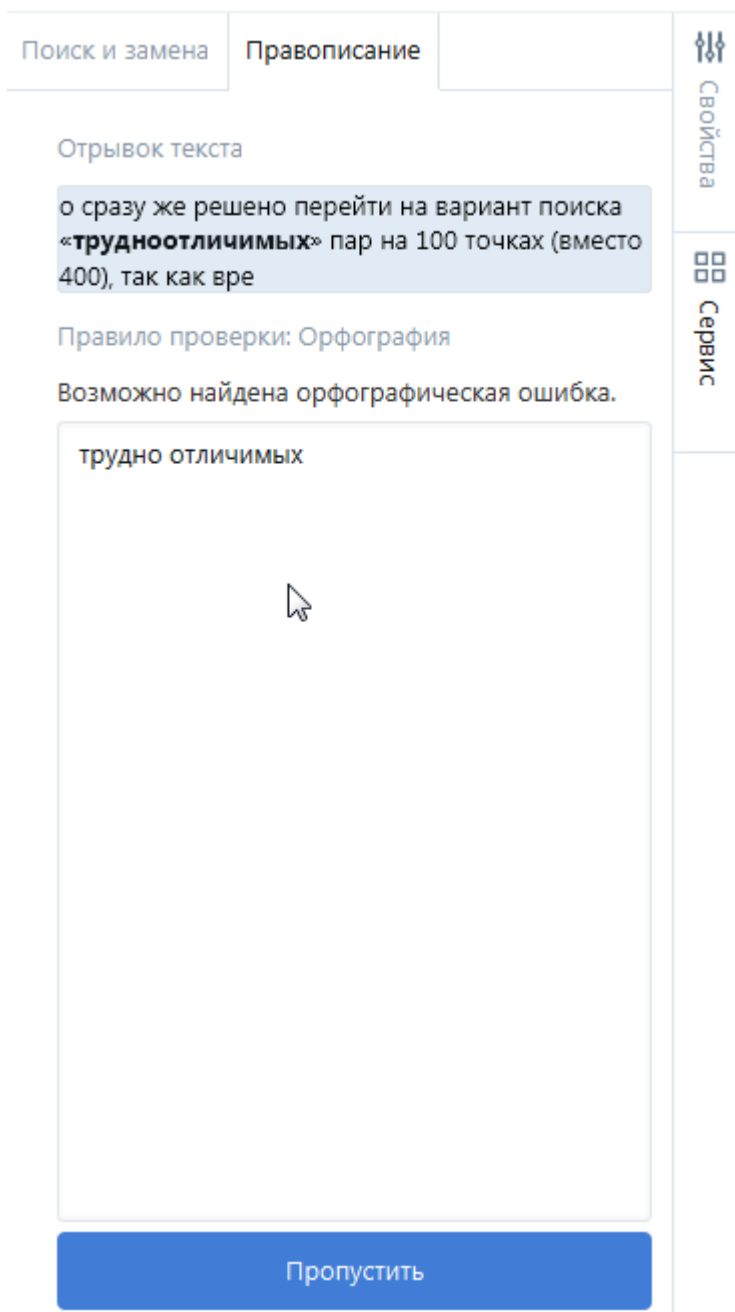 Поиск и замена
Правописание
Отрывок текста
о сразу же решено перейти на вариант поиска
«трудноотличимых» пар на 100 точках (вместо
400), так как вре
Правило проверки: Орфография
Возможно найдена орфографическая ошибка.
трудно отличимых
Пропустить
Свойства
Сервис